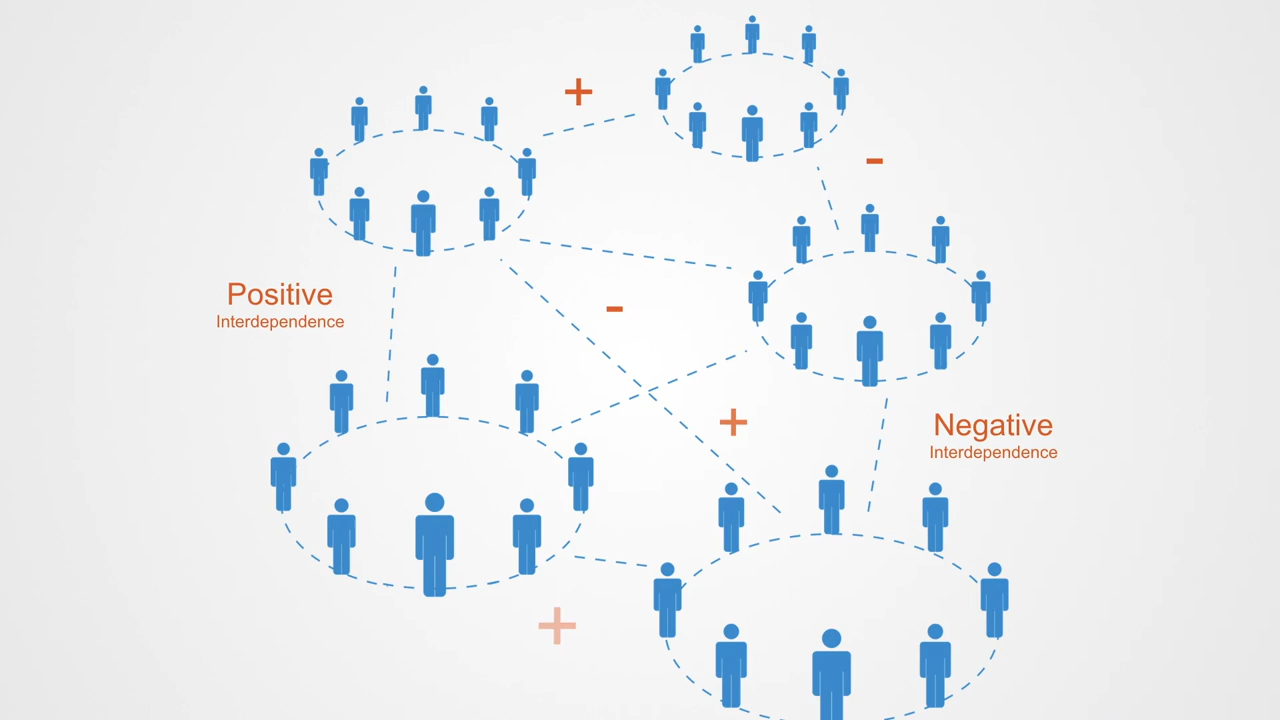 +
-
Positive
Interdependence
-
+
Negative
Interdependence
+